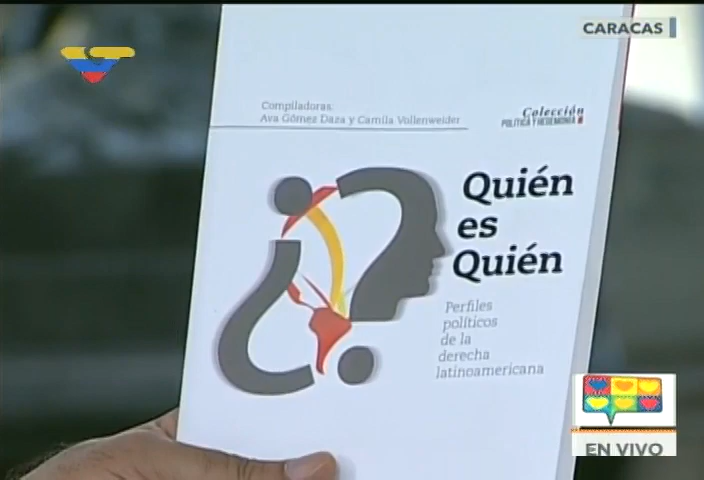 CARACAS
Compiladoras:
Ava Gómez Daza y Camila Vollenweider
Colección
POLÍTICA Y HEGEMONÍA
¿?
Quién
es
Quién
Perfiles
políticos
de la
derecha
latinoamericana
EN VIVO